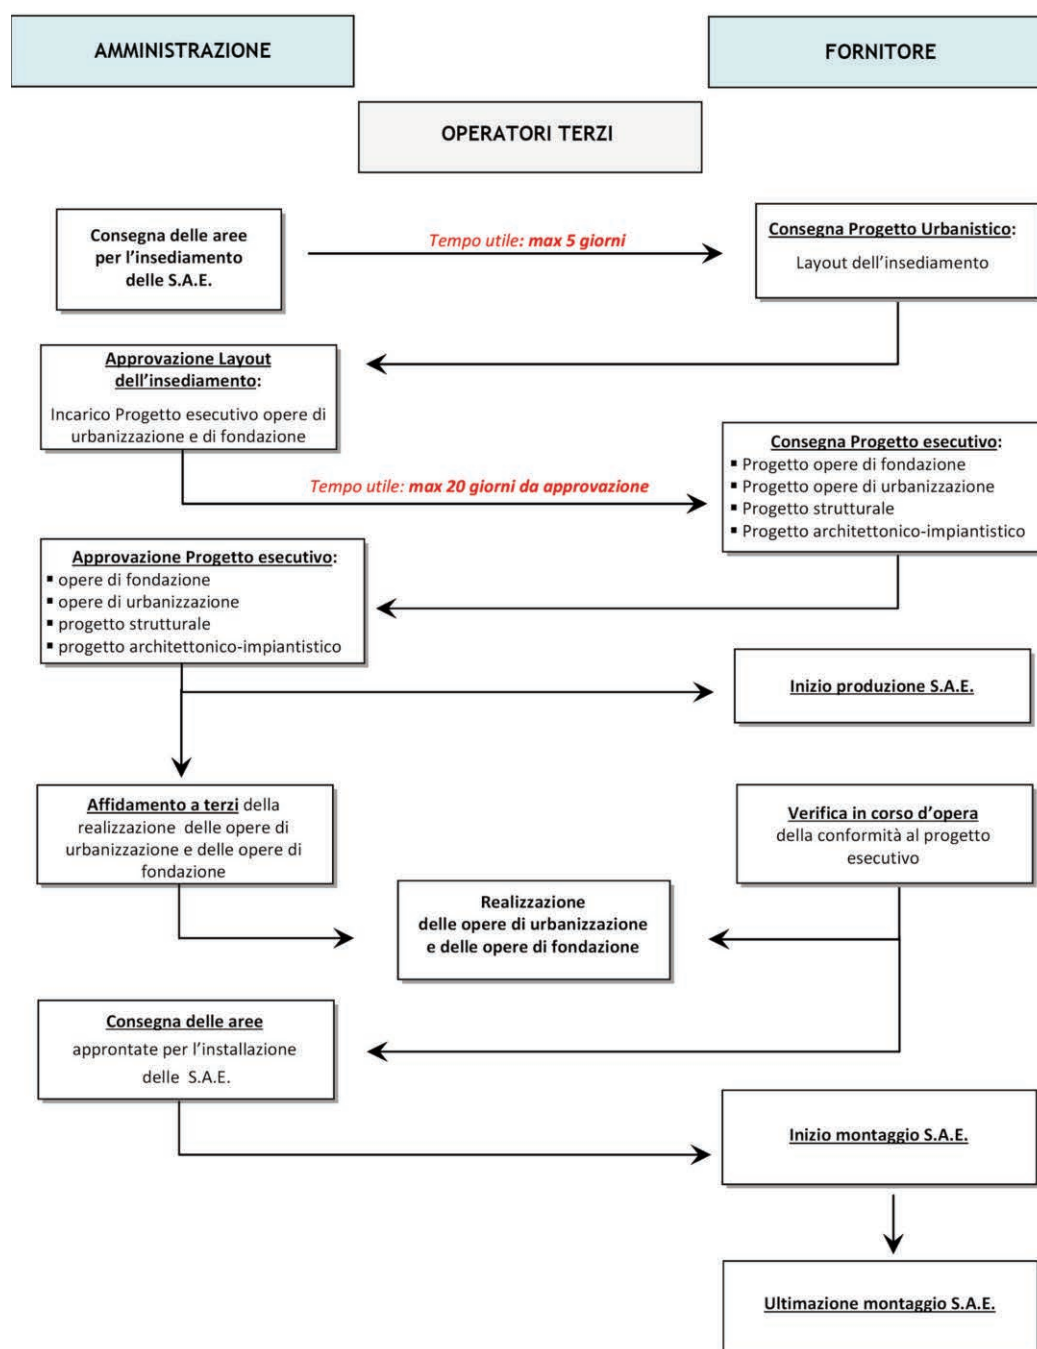 AMMINISTRAZIONE
FORNITORE
OPERATORI TERZI
Consegna delle aree
per l'insediamento
delle S.A.E.
Tempo utile: max 5 giorni
Consegna Progetto Urbanistico:
Layout dell'insediamento
Approvazione Layout
dell'insediamento:
Incarico Progetto esecutivo opere di
urbanizzazione e di fondazione
Tempo utile: max 20 giorni da approvazione
Consegna Progetto esecutivo:
▪ Progetto opere di fondazione
▪ Progetto opere di urbanizzazione
▪ Progetto strutturale
▪ Progetto architettonico-impiantistico
Approvazione Progetto esecutivo:
▪ opere di fondazione
▪ opere di urbanizzazione
▪ progetto strutturale
▪ progetto architettonico-impiantistico
Inizio produzione S.A.E.
Affidamento a terzi della
realizzazione delle opere di
urbanizzazione e delle opere di
fondazione
Verifica in corso d'opera
della conformità al progetto
esecutivo
Realizzazione
delle opere di urbanizzazione
e delle opere di fondazione
Consegna delle aree
approntate per l'installazione
delle S.A.E.
Inizio montaggio S.A.E.
Ultimazione montaggio S.A.E.